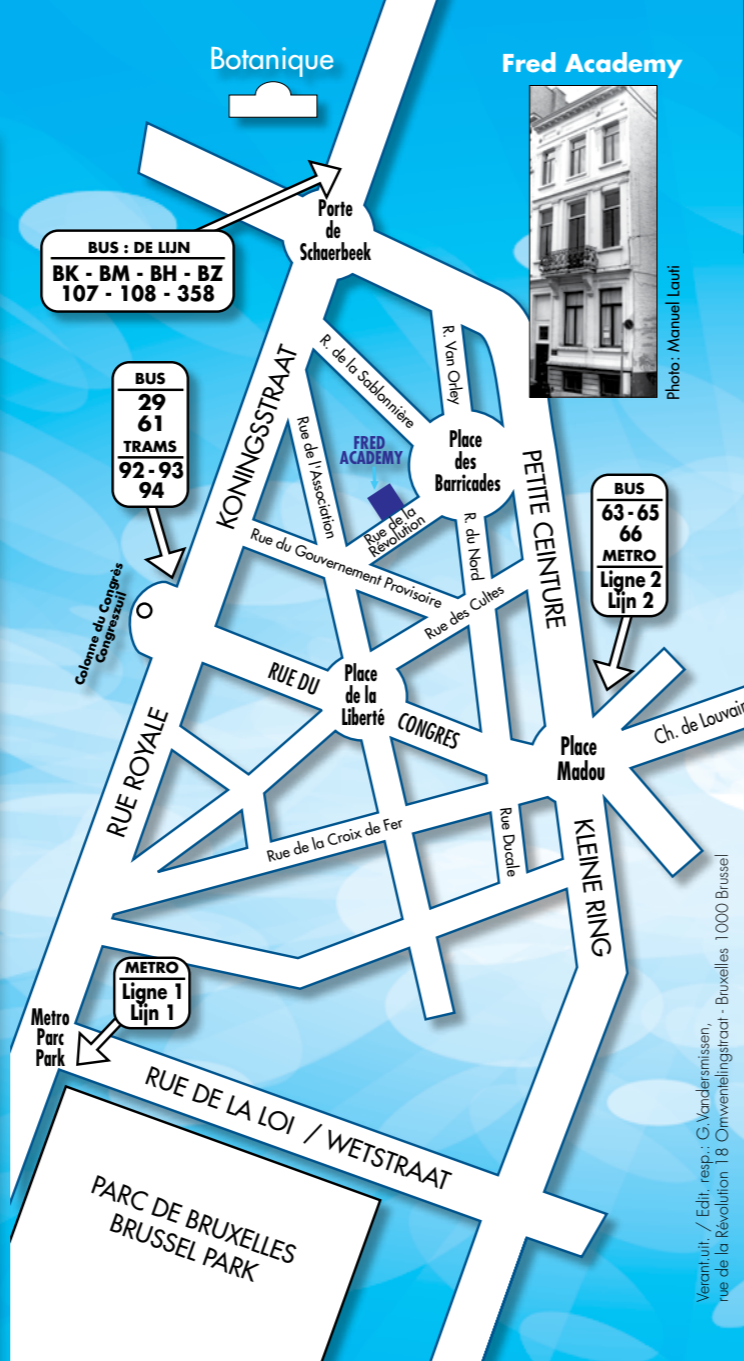 Botanique
Fred Academy
Photo : Manuel Lauti
Porte
de
Schaerbeek
BUS : DE LIJN
BK - BM - BH - BZ
107 - 108 - 358
BUS
29
61
TRAMS
92 - 93
94
KONINGSSTRAAT
R. de la Sablonnière
R. Van Orley
Rue de l'Association
FRED
ACADEMY
Place
des
Barricades
Rue de la
Révolution
R. du Nord
PETITE CEINTURE
BUS
63 - 65
66
METRO
Ligne 2
Lijn 2
Rue du Gouvernement Provisoire
Rue des Cultes
Colonne du Congrès
Congreszuil
RUE DU
Place
de la
Liberté
CONGRES
Place
Madou
Ch. de Louvain
RUE ROYALE
Rue de la Croix de Fer
Rue Ducale
KLEINE RING
METRO
Ligne 1
Lijn 1
Metro
Parc
Park
RUE DE LA LOI / WETSTRAAT
PARC DE BRUXELLES
BRUSSEL PARK
Verant.uit. / Edit. resp.: G.Vandersmissen,
rue de la Révolution 18 Omwentelingstraat - Bruxelles 1000 Brussel